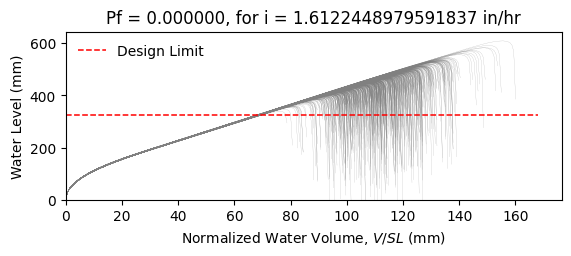 Pf = 0.000000, for i = 1.6122448979591837 in/hr
Water Level (mm)
600
400
200
0
Design Limit
0 20 40 60 80 100 120 140 160
Normalized Water Volume, V/SL (mm)